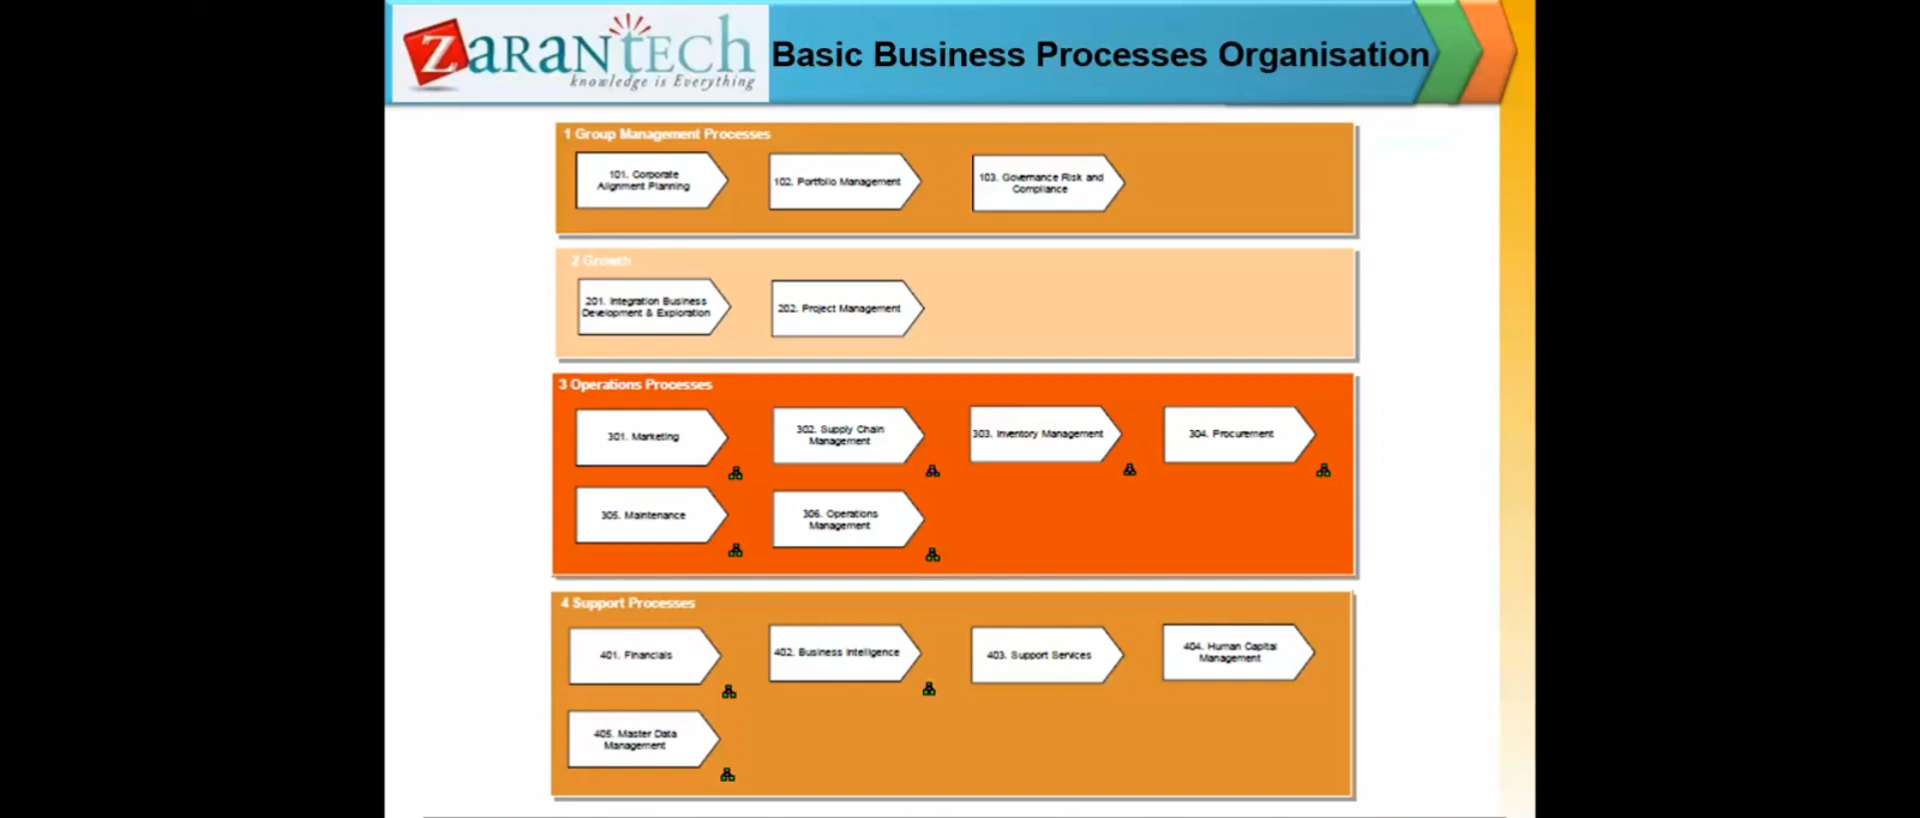 ZARANTECH
knowledge is Everything
Basic Business Processes Organisation
1 Group Management Processes
101. Corporate
Alignment Planning
102. Portfolio Management
103. Governance Risk and
Compliance
2 Growth
201. Integration Business
Development & Exploration
202. Project Management
3 Operations Processes
301. Marketing
302. Supply Chain
Management
303. Inventory Management
304. Procurement
305. Maintenance
306. Operations
Management
4 Support Processes
401. Financials
402. Business Intelligence
403. Support Services
404. Human Capital
Management
405. Master Data
Management